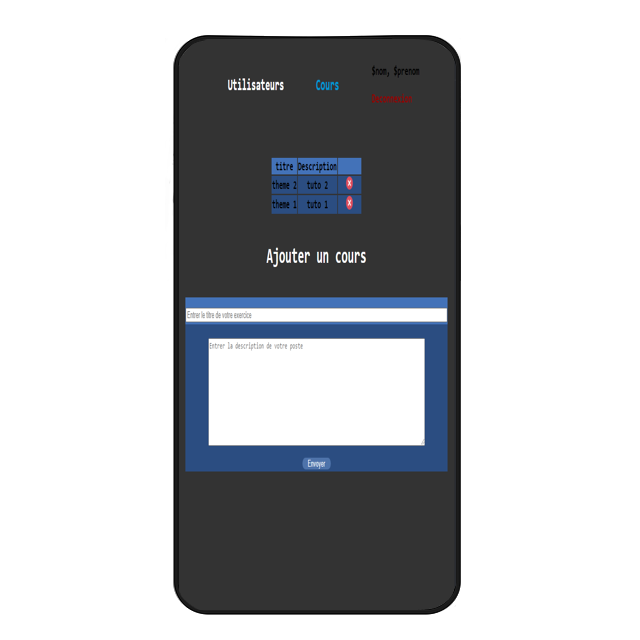 $nom, $prenom
Utilisateurs Cours
titre Description
theme 2 tuto 2
theme 1 tuto 1
Ajouter un cours
Entrer le titre de votre exercice
Entrer la description de votre poste
Envoyer